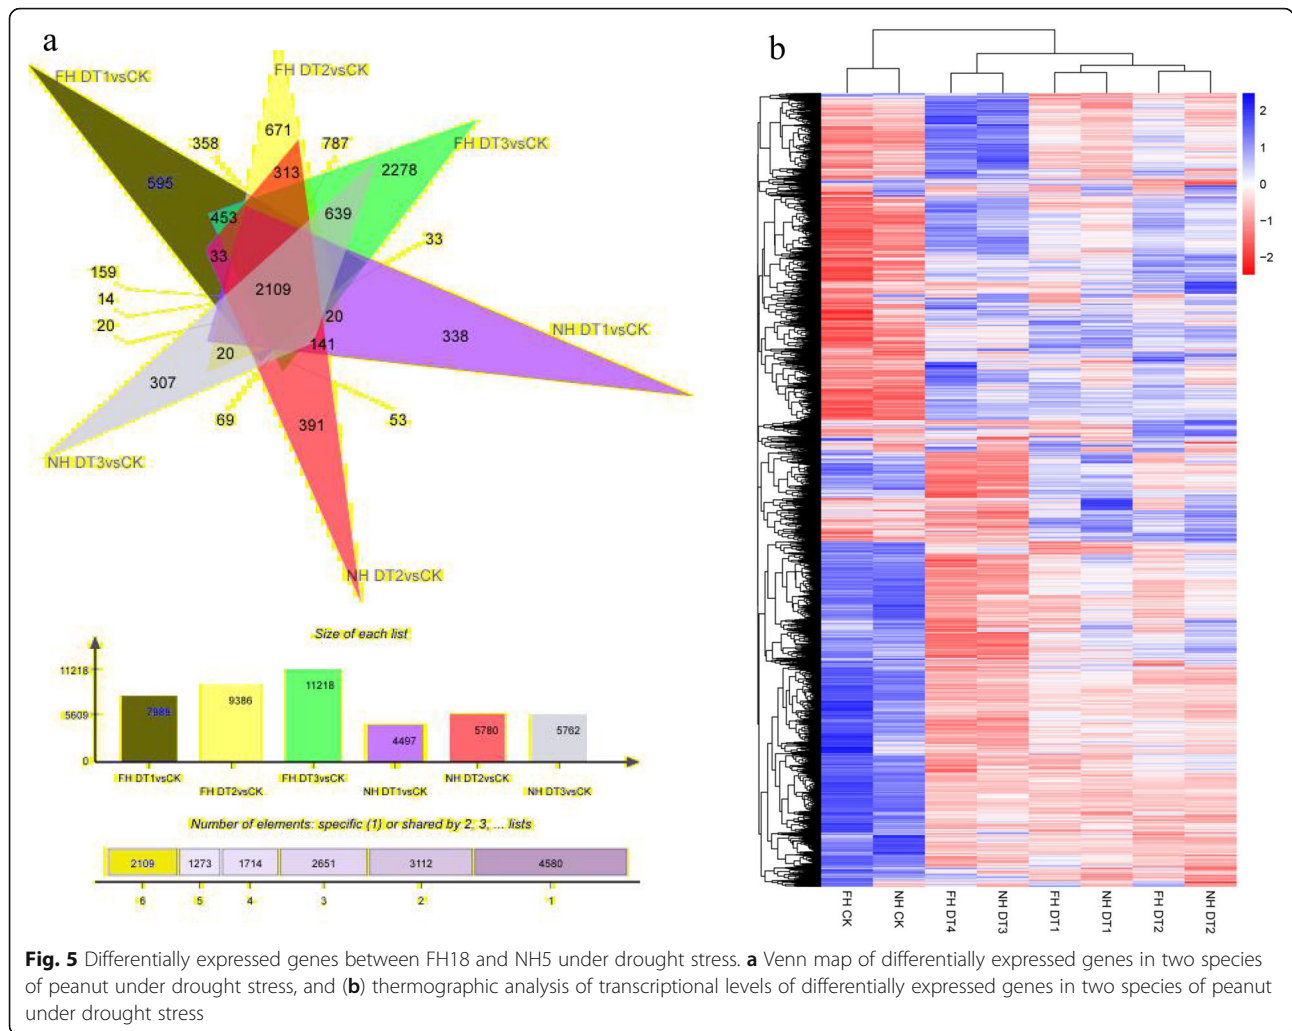 a
FH DT1vsCK
FH DT2vsCK
671
358
787
FH DT3vsCK
313
2278
595
639
453
33
33
159
2109
14
20
NH DT1vsCK
20
338
141
20
307
69
391
53
NH DT3vsCK
NH DT2vsCK
Size of each list
11218
5609
0
7989
9386
11218
4497
5780
5762
FH DT1vsCK
FH DT2vsCK
FH DT3vsCK
NH DT1vsCK
NH DT2vsCK
NH DT3vsCK
Number of elements: specific (1) or shared by 2, 3, ... lists
2109 1273 1714 2651 3112 4580
6 5 4 3 2 1
b
2
1
0
−1
−2
FH CK
NH CK
FH DT4
NH DT3
FH DT1
NH DT1
FH DT2
NH DT2
Fig. 5 Differentially expressed genes between FH18 and NH5 under drought stress. a Venn map of differentially expressed genes in two species
of peanut under drought stress, and (b) thermographic analysis of transcriptional levels of differentially expressed genes in two species of peanut
under drought stress